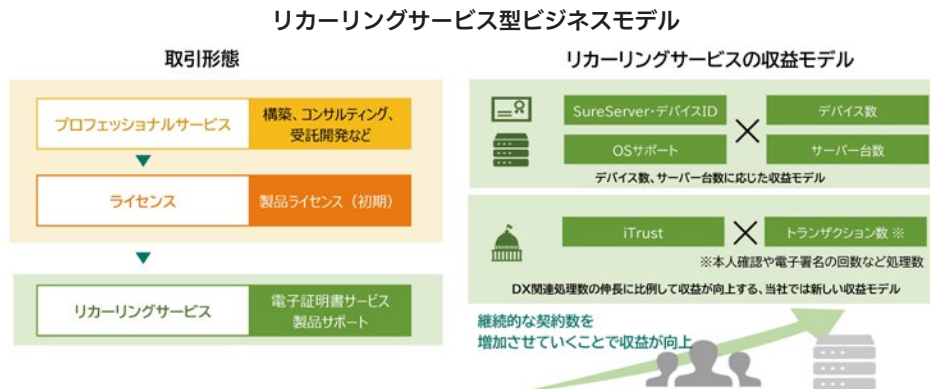 リカーリングサービス型ビジネスモデル
取引形態
プロフェッショナルサービス
構築、コンサルティング、
受託開発など
ライセンス
製品ライセンス（初期）
リカーリングサービス
電子証明書サービス
製品サポート
リカーリングサービスの収益モデル
SureServer・デバイスID
デバイス数
OSサポート
サーバー台数
デバイス数、サーバー台数に応じた収益モデル
iTrust
トランザクション数 ※
※本人確認や電子署名の回数など処理数
DX関連処理数の伸長に比例して収益が向上する、当社では新しい収益モデル
継続的な契約数を
増加させていくことで収益が向上